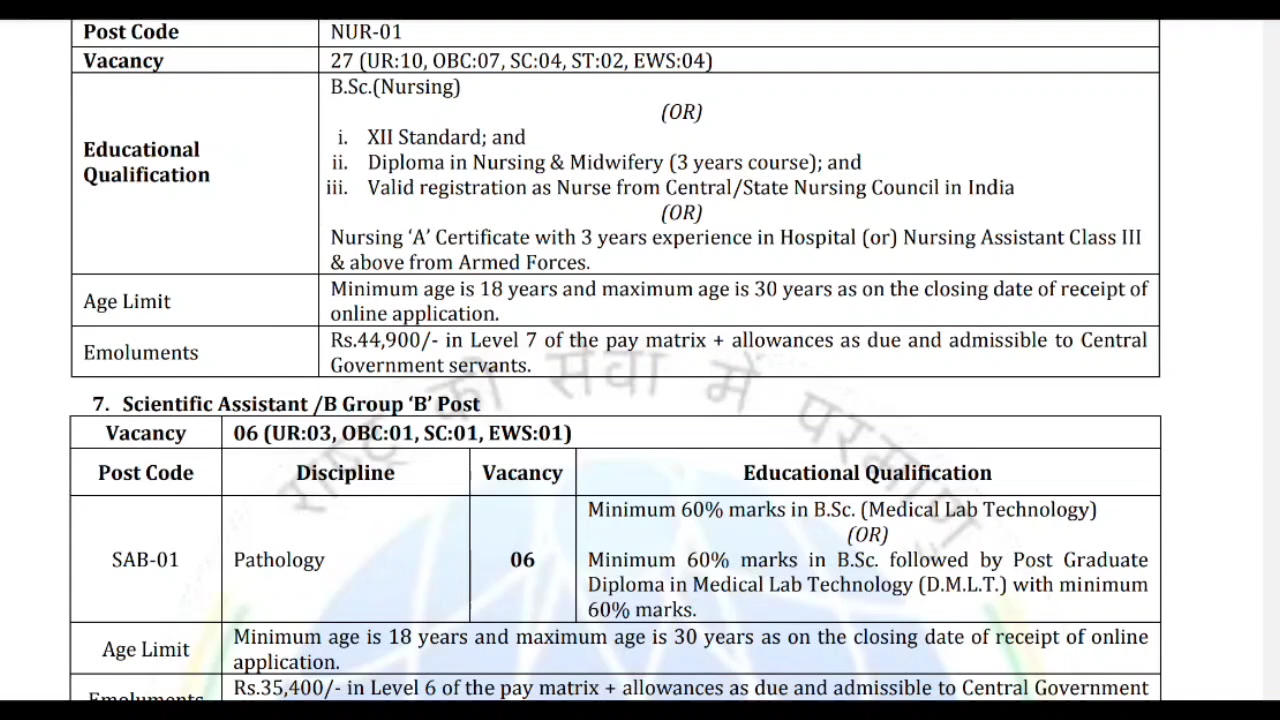 Post Code NUR-01
Vacancy 27 (UR:10, OBC:07, SC:04, ST:02, EWS:04)
Educational Qualification
B.Sc.(Nursing)
(OR)
i. XII Standard; and
ii. Diploma in Nursing & Midwifery (3 years course); and
iii. Valid registration as Nurse from Central/State Nursing Council in India
(OR)
Nursing ‘A’ Certificate with 3 years experience in Hospital (or) Nursing Assistant Class III
& above from Armed Forces.
Age Limit
Minimum age is 18 years and maximum age is 30 years as on the closing date of receipt of
online application.
Emoluments
Rs.44,900/- in Level 7 of the pay matrix + allowances as due and admissible to Central
Government servants.
राष्ट्र की सेवा में परमाणु
7. Scientific Assistant /B Group ‘B’ Post
Vacancy 06 (UR:03, OBC:01, SC:01, EWS:01)
Post Code Discipline Vacancy Educational Qualification
SAB-01 Pathology 06
Minimum 60% marks in B.Sc. (Medical Lab Technology)
(OR)
Minimum 60% marks in B.Sc. followed by Post Graduate
Diploma in Medical Lab Technology (D.M.L.T.) with minimum
60% marks.
Age Limit
Minimum age is 18 years and maximum age is 30 years as on the closing date of receipt of online
application.
Emoluments
Rs.35,400/- in Level 6 of the pay matrix + allowances as due and admissible to Central Government